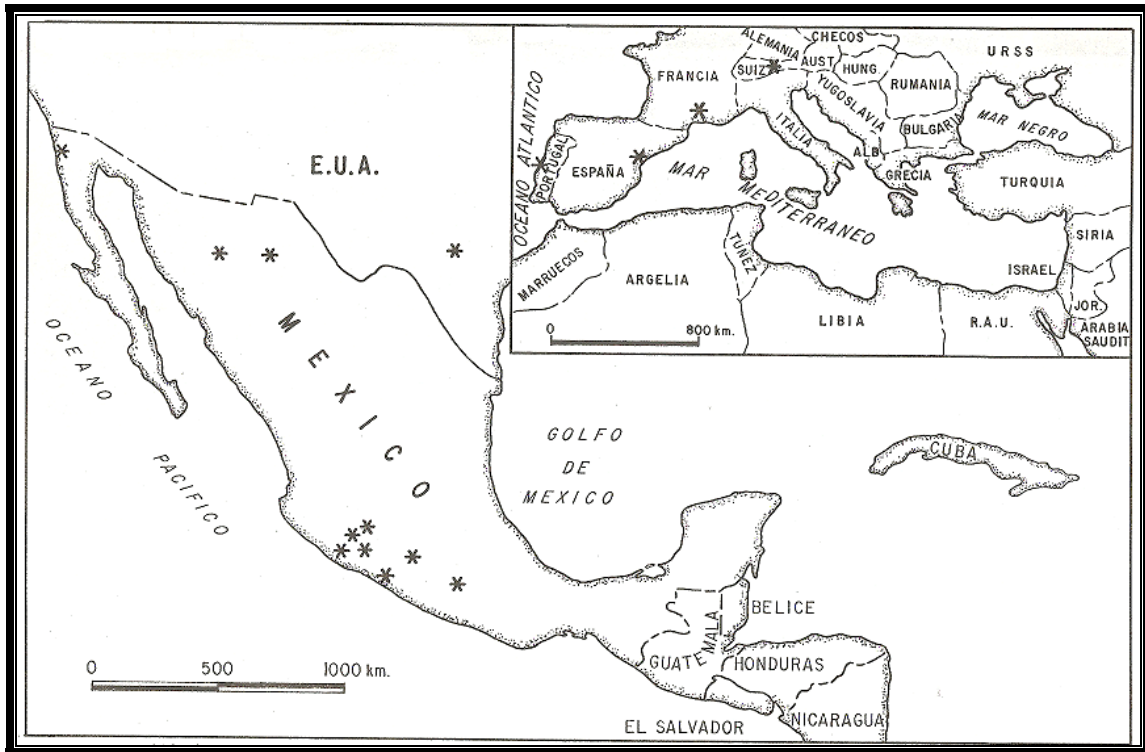 E.U.A.
MEXICO
OCEANO
PACIFICO
GOLFO
DE
MEXICO
CUBA
BELICE
GUATEMALA
HONDURAS
EL SALVADOR
NICARAGUA
0 500 1000 km.
OCEANO ATLANTICO
PORTUGAL
ESPAÑA
FRANCIA
ALEMANIA
CHECOS
SUIZ
AUST
HUNG.
URSS
RUMANIA
YUGOSLAVIA
BULGARIA
ITALIA
ALB
GRECIA
MAR NEGRO
TURQUIA
MAR
MEDITERRANEO
SIRIA
ISRAEL
JOR.
ARABIA
SAUDIT
MARRUECOS
ARGELIA
TUNEZ
LIBIA
R.A.U.
0 800 km.